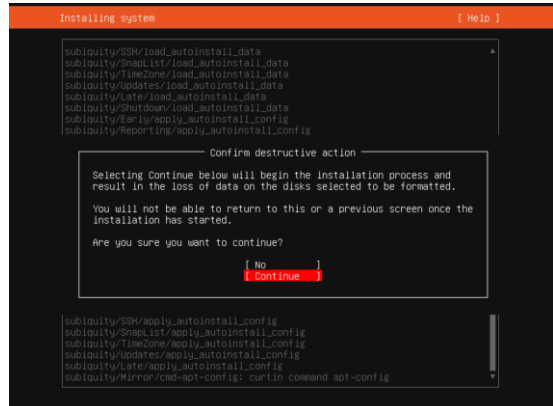 Installing system [ Help ]
subiquity/SSH/load_autoinstall_data
subiquity/SnapList/load_autoinstall_data
subiquity/TimeZone/load_autoinstall_data
subiquity/Updates/load_autoinstall_data
subiquity/Late/load_autoinstall_data
subiquity/Shutdown/load_autoinstall_data
subiquity/Early/apply_autoinstall_config
subiquity/Reporting/apply_autoinstall_config
Confirm destructive action
Selecting Continue below will begin the installation process and
result in the loss of data on the disks selected to be formatted.
You will not be able to return to this or a previous screen once the
installation has started.
Are you sure you want to continue?
[ No ]
[ Continue ]
subiquity/SSH/apply_autoinstall_config
subiquity/SnapList/apply_autoinstall_config
subiquity/TimeZone/apply_autoinstall_config
subiquity/Updates/apply_autoinstall_config
subiquity/Late/apply_autoinstall_config
subiquity/Mirror/cmd-apt-config: curtin command apt-config